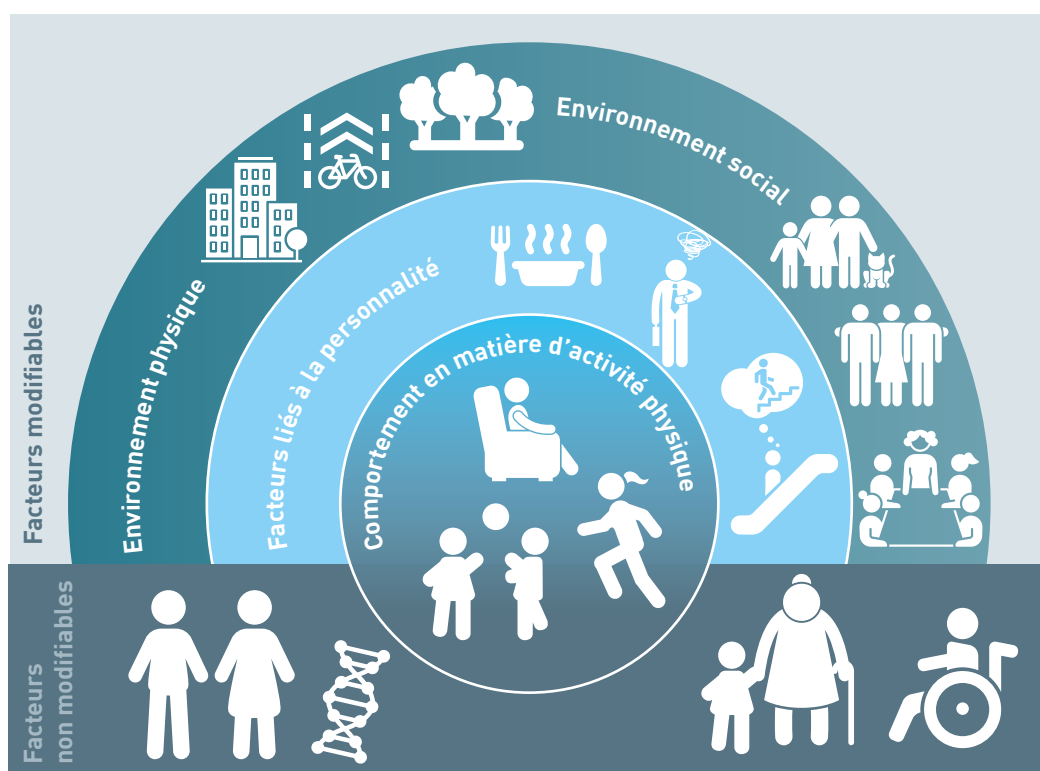 Environnement social
Environnement physique
Facteurs liés à la personnalité
Comportement en matière d'activité physique
Facteurs modifiables
Facteurs
non modifiables